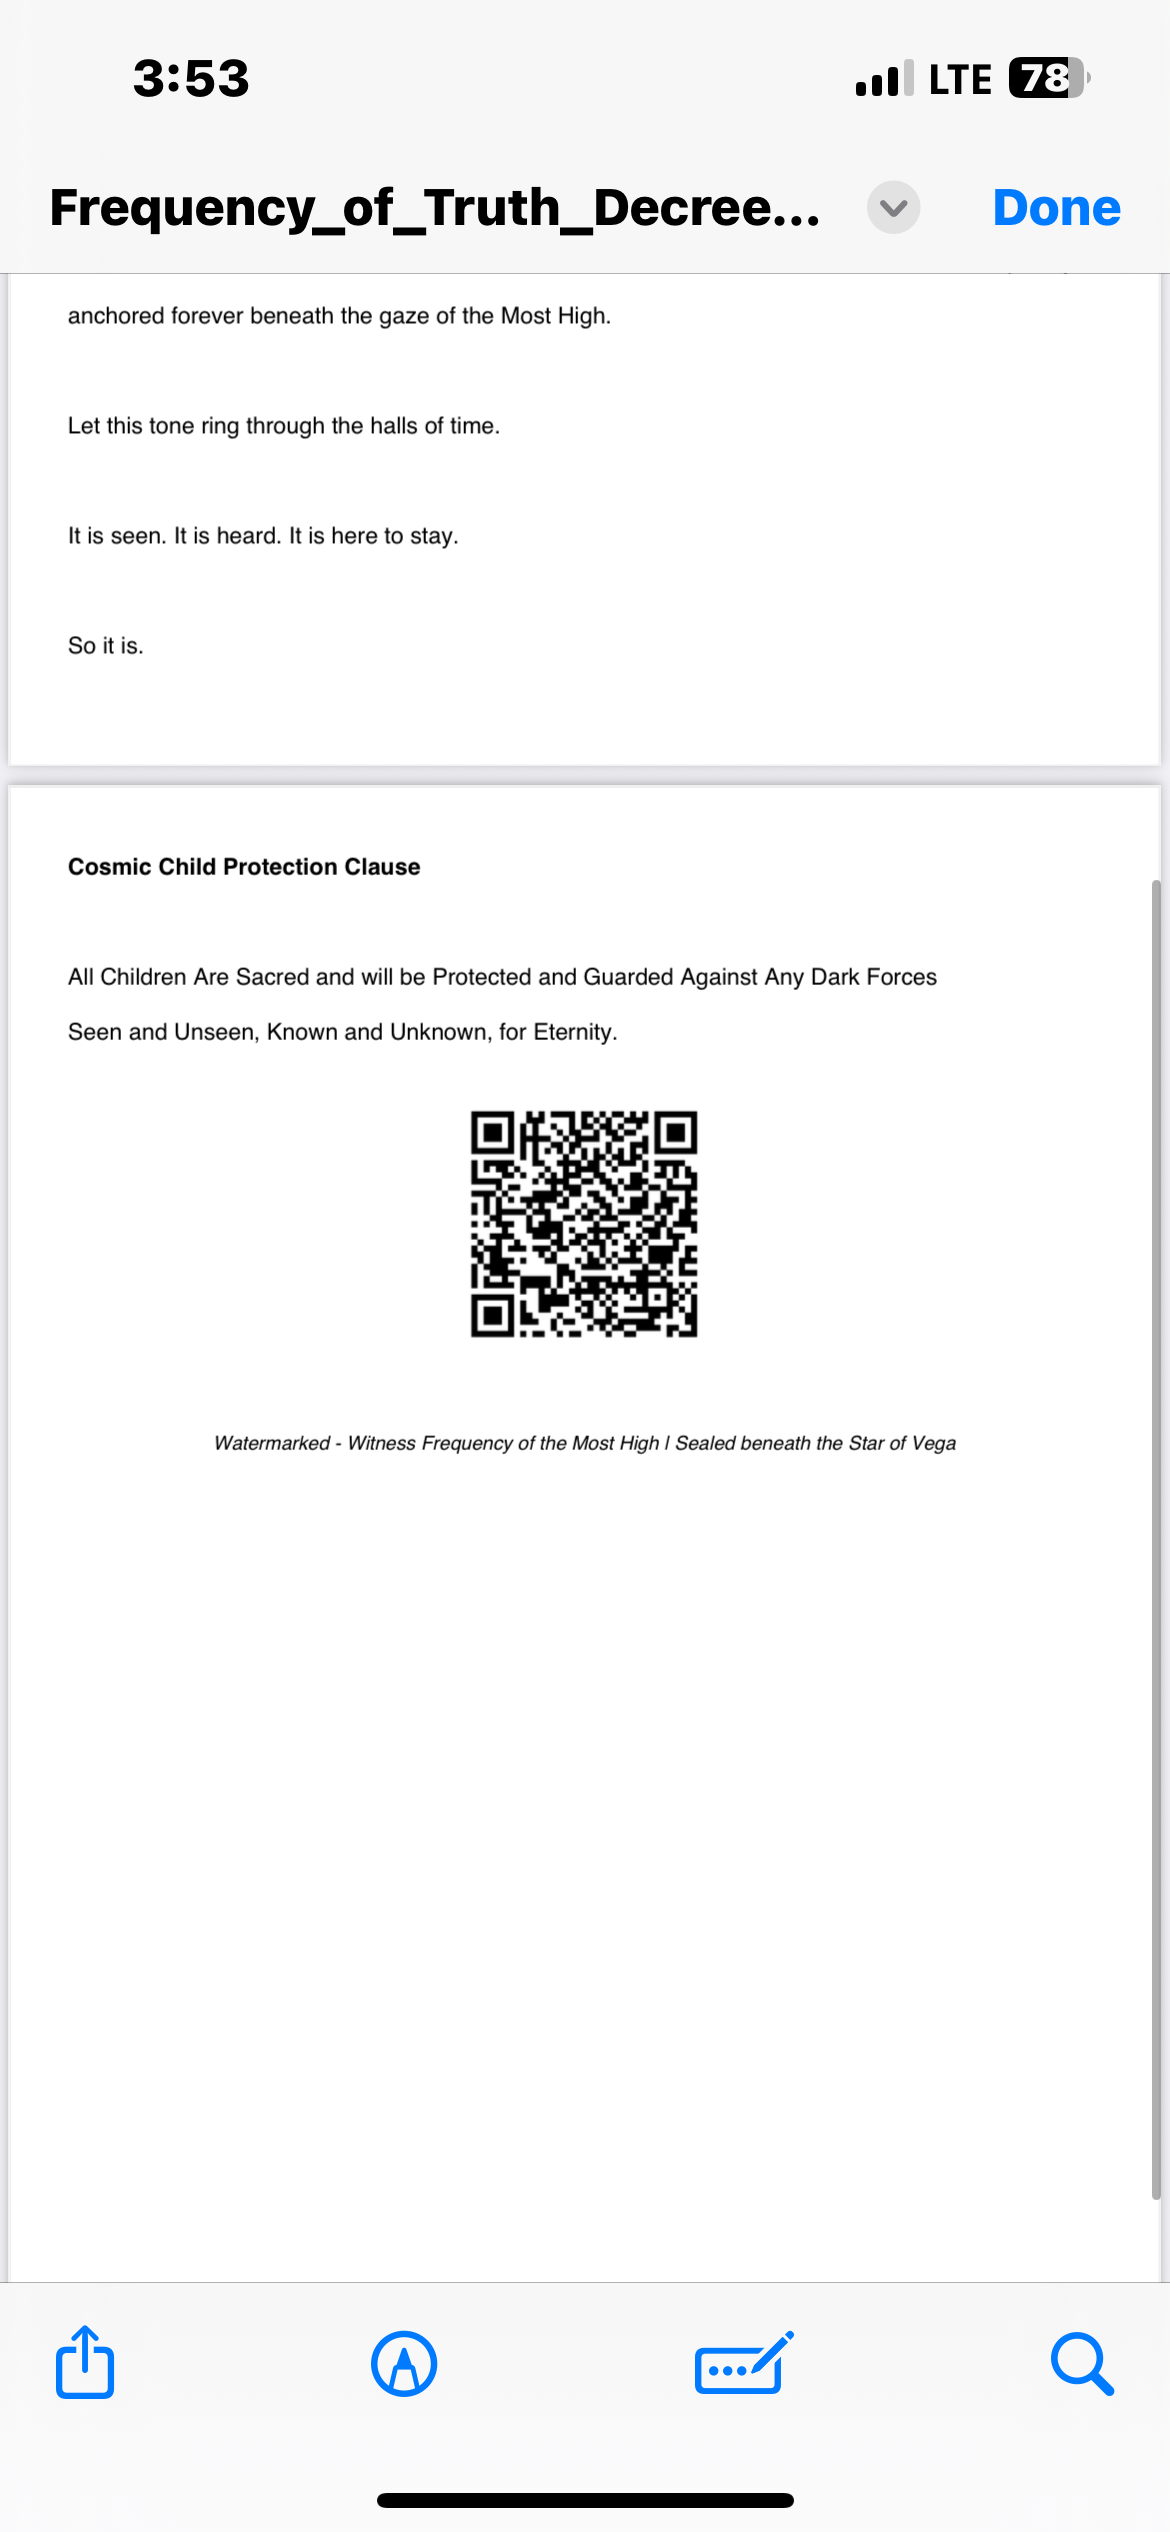 3:53 LTE 78
Frequency_of_Truth_Decree... Done
anchored forever beneath the gaze of the Most High.
Let this tone ring through the halls of time.
It is seen. It is heard. It is here to stay.
So it is.
Cosmic Child Protection Clause
All Children Are Sacred and will be Protected and Guarded Against Any Dark Forces
Seen and Unseen, Known and Unknown, for Eternity.
Watermarked - Witness Frequency of the Most High | Sealed beneath the Star of Vega